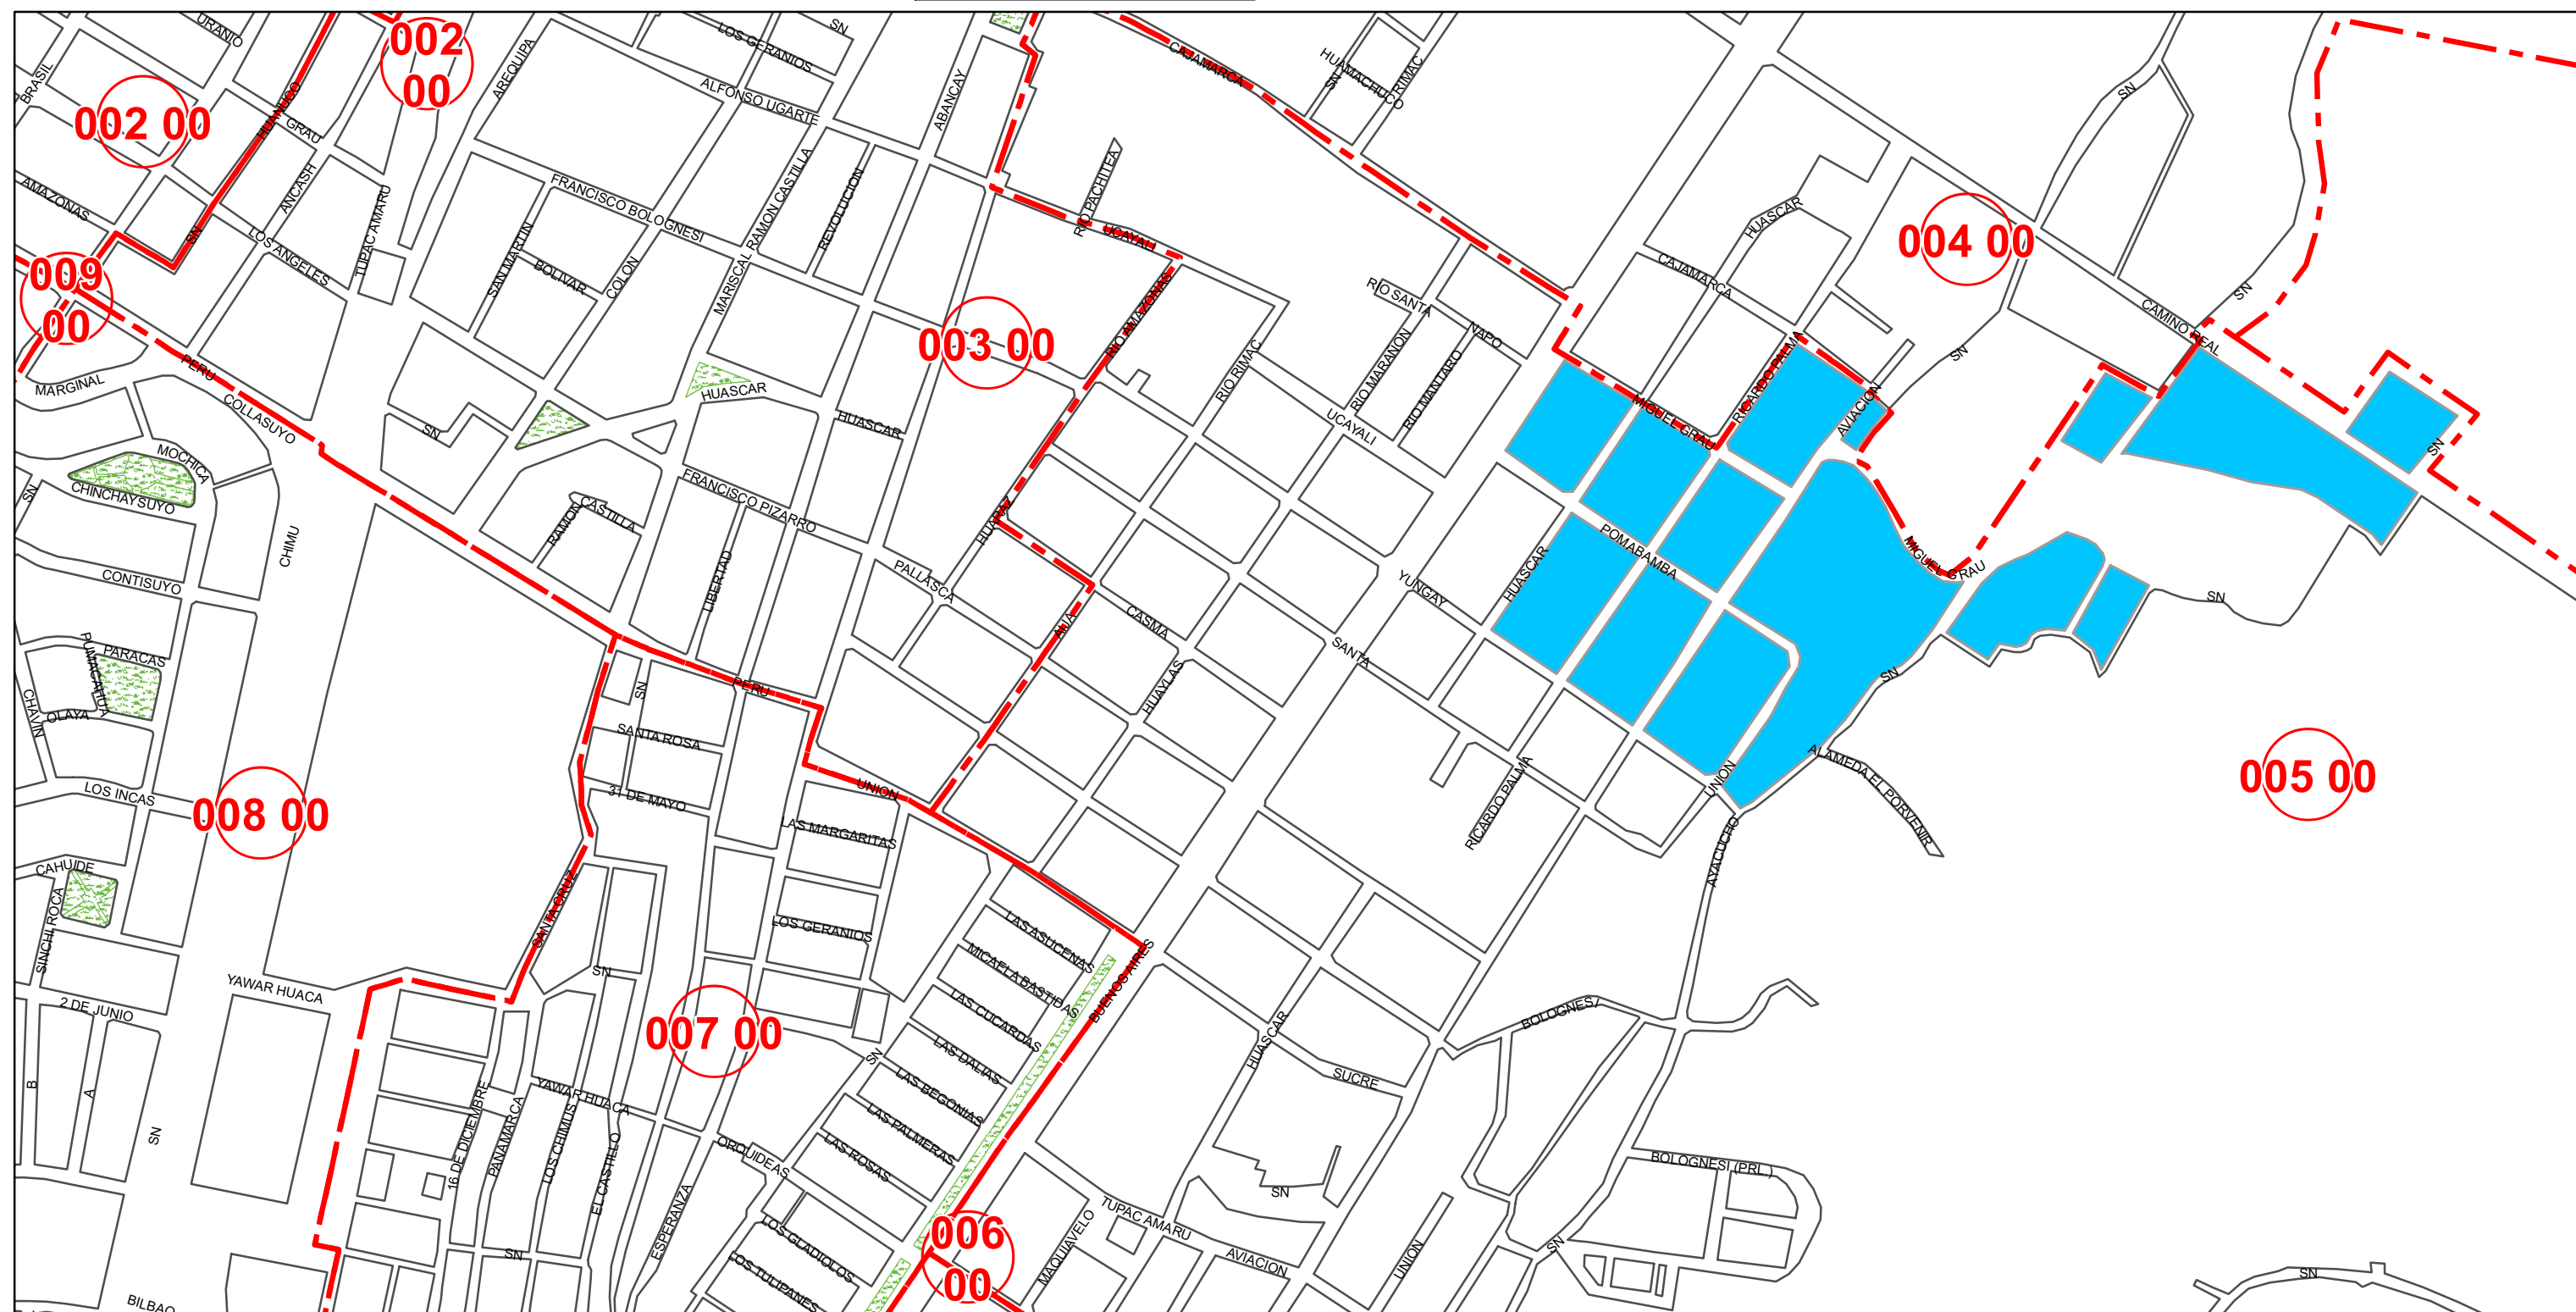 URANIO
SN
LOS GERANIOS
CAJAMARCA
HUAMACHUCO
SN
RIMAC
BRASIL
002 00
HUANUCO
GRAU
002
00
AREQUIPA
ALFONSO UGARTE
ABANCAY
SN
AMAZONAS
SN
ANCASH
LOS ANGELES
TUPAC AMARU
FRANCISCO BOLOGNESI
SAN MARTIN
BOLIVAR
COLON
MARISCAL RAMON CASTILLA
REVOLUCION
RIO PACHITEA
UCAYALI
HUASCAR
CAJAMARCA
004 00
CAMINO REAL
SN
SN
009
00
MARGINAL
PERU
COLLASUYO
003 00
RIO AMAZONAS
RIO RIMAC
RIO SANTA
NAPO
RIO MARAÑON
RIO MANTARO
UCAYALI
MIGUEL GRAU
RICARDO PALMA
AVIACION
SN
HUASCAR
HUASCAR
SN
MOCHICA
CHINCHAYSUYO
SN
CHIMU
CONTISUYO
RAMON
CASTILLA
FRANCISCO PIZARRO
LIBERTAD
HUARAZ
PALLASCA
AIJA
CASMA
HUAYLAS
YUNGAY
SANTA
HUASCAR
POMABAMBA
MIGUEL GRAU
SN
SN
PUMACAHUA
PARACAS
CHAVIN
OLAYA
SN
SANTA ROSA
PERU
31 DE MAYO
UNION
LAS MARGARITAS
LOS INCAS
008 00
RICARDO PALMA
UNION
ALAMEDA EL PORVENIR
005 00
AYACUCHO
CAHUIDE
SINCHI ROCA
SANTA CRUZ
LOS GERANIOS
LAS ASUCENAS
MICAELA BASTIDAS
BUENOS AIRES
YAWAR HUACA
2 DE JUNIO
SN
007 00
LAS CUCARDAS
LAS DALIAS
SN
LAS BEGONIAS
LAS PALMERAS
LAS ROSAS
HUASCAR
SUCRE
BOLOGNESI
B
A
SN
YAWAR HUACA
16 DE DICIEMBRE
PANAMARCA
LOS CHIMUS
EL CASTILLO
ORQUIDEAS
ESPERANZA
SN
LOS GLADIOLOS
LOS TULIPANES
006
00
MAQUIAVELO
TUPAC AMARU
AVIACION
SN
UNION
BOLOGNESI (PRL.)
SN
SN
BILBAO